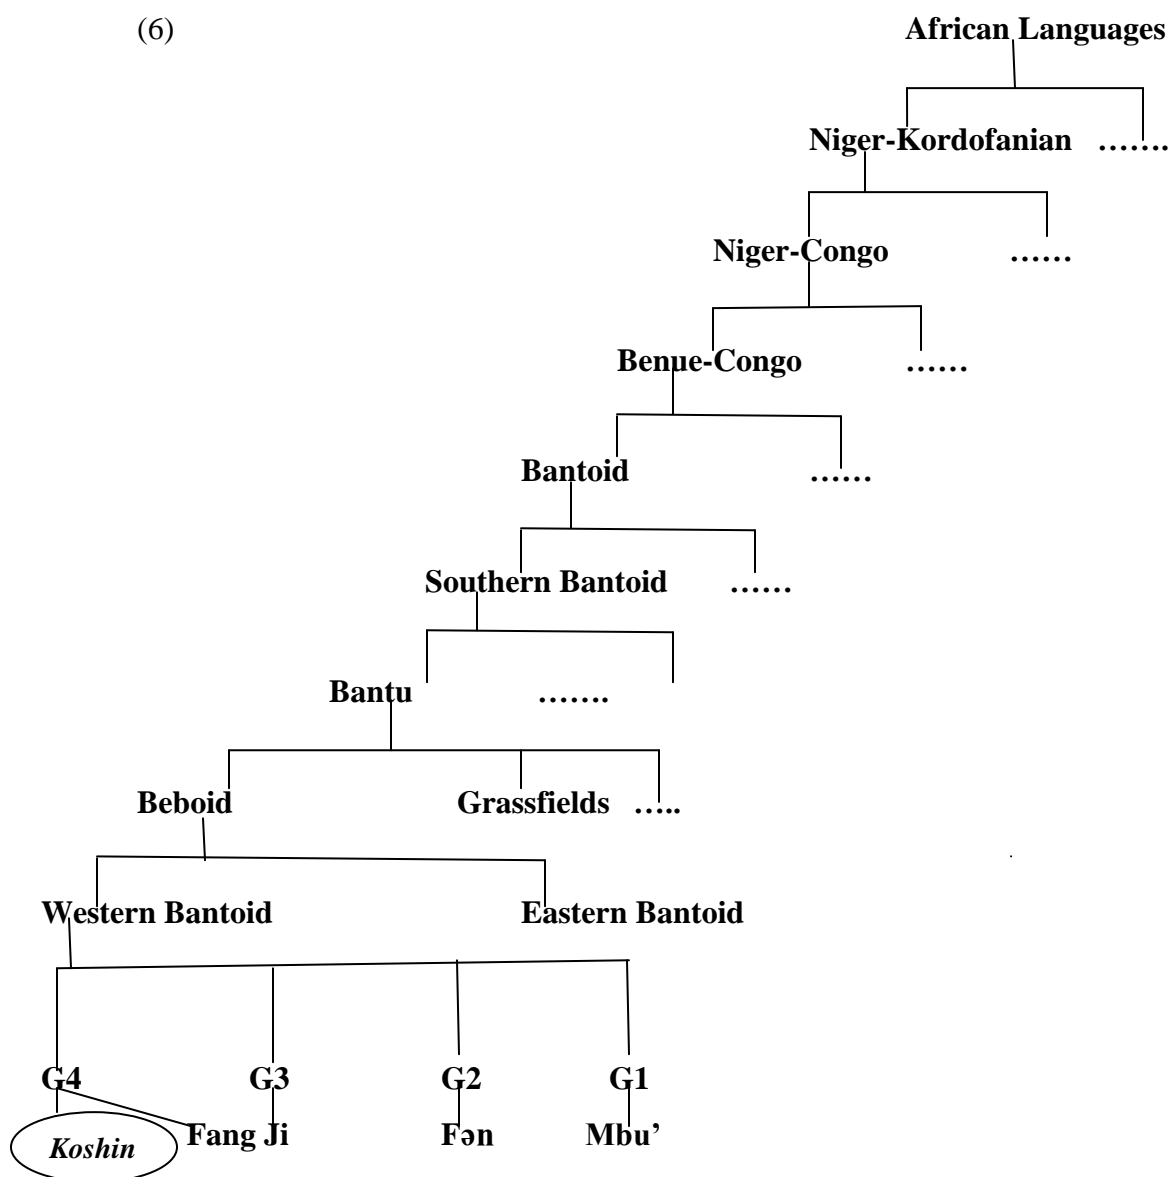 (6) African Languages
Niger-Kordofanian …….
Niger-Congo ……
Benue-Congo ……
Bantoid ……
Southern Bantoid ……
Bantu …….
Beboid Grassfields …..
Western Bantoid Eastern Bantoid
G4 G3 G2 G1
Koshin Fang Ji Fən Mbu’